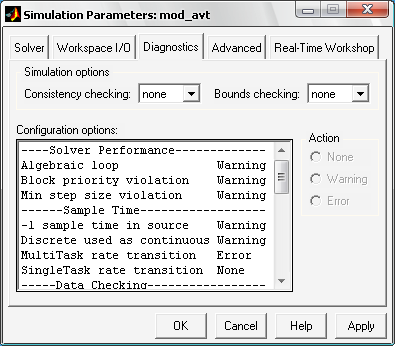 Simulation Parameters: mod_avt
Solver Workspace I/O Diagnostics Advanced Real-Time Workshop
Simulation options
Consistency checking: none Bounds checking: none
Configuration options:
Action
----Solver Performance-------------
Algebraic loop Warning
Block priority violation Warning
Min step size violation Warning
------Sample Time------------------
-1 sample time in source Warning
Discrete used as continuous Warning
MultiTask rate transition Error
SingleTask rate transition None
-----Data Checking-----------------
None
Warning
Error
OK Cancel Help Apply